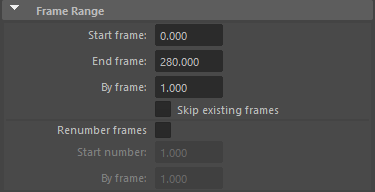 Frame Range
Start frame: 0.000
End frame: 280.000
By frame: 1.000
Skip existing frames
Renumber frames
Start number: 1.000
By frame: 1.000